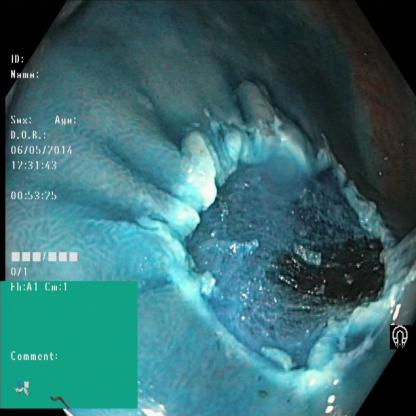 ID:
Name:
Sex: Age:
D.O.B.:
06/05/2014
12:31:43
00:53:25
0/1
Eh:A1 Cm:1
Comment: